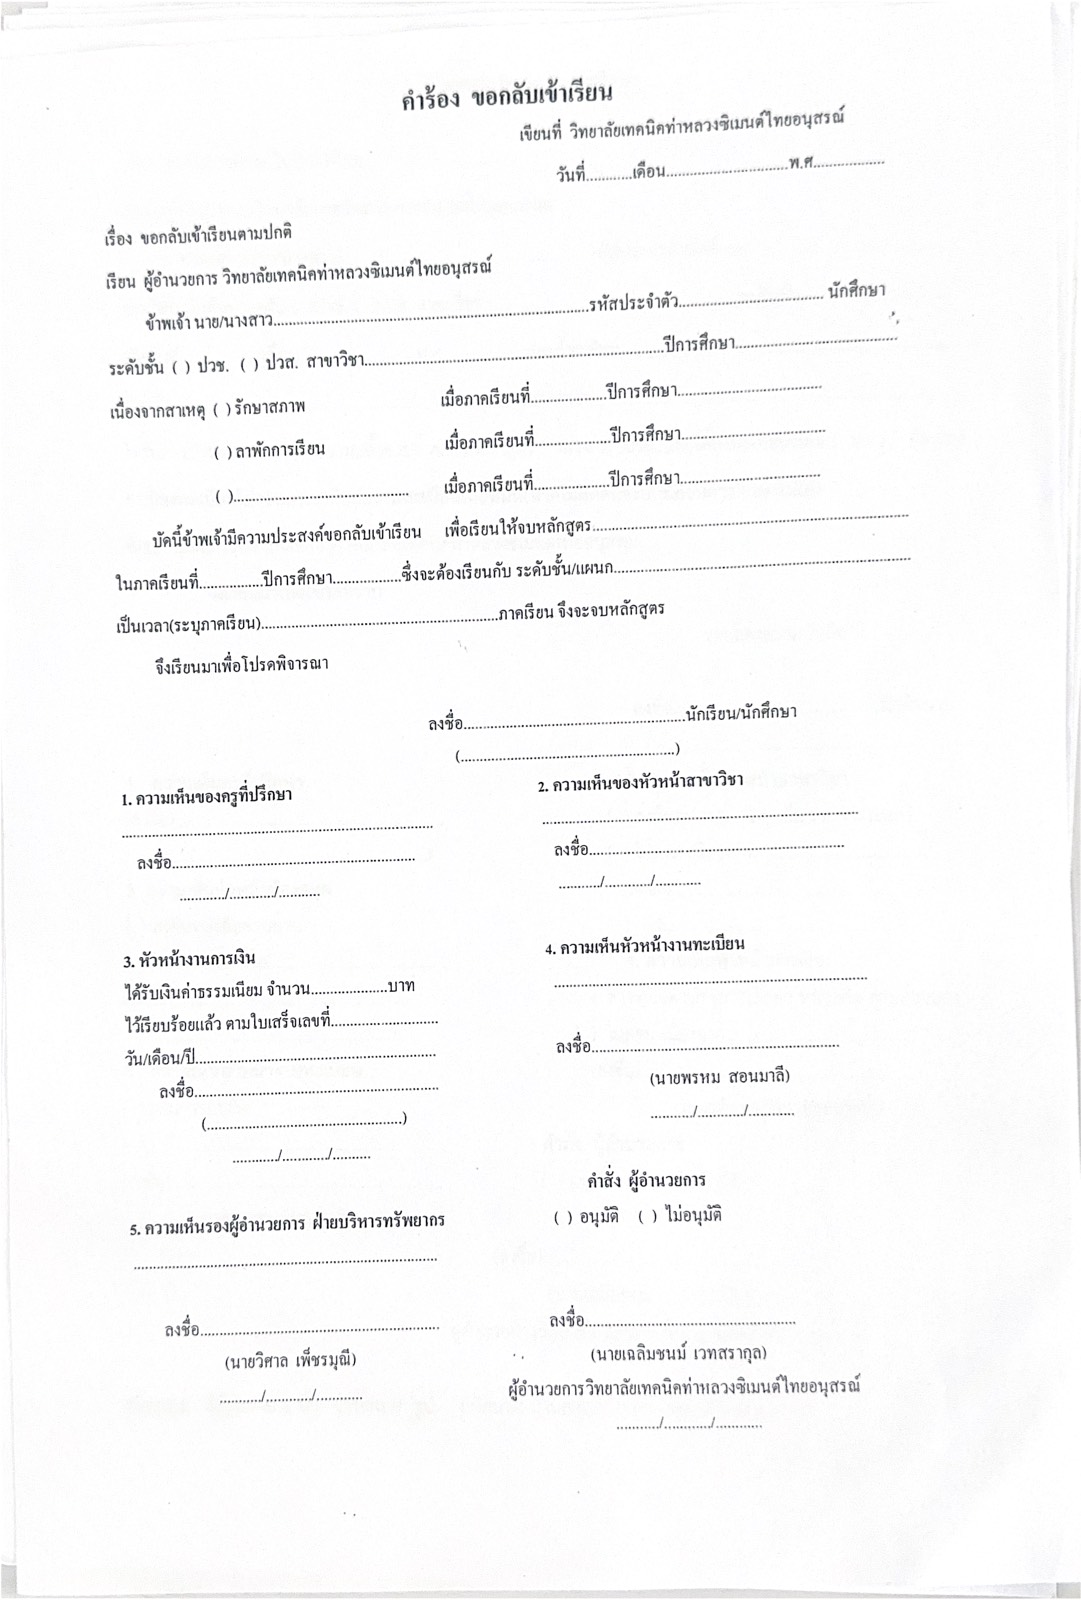 คำร้อง ขอกลับเข้าเรียน
เขียนที่ วิทยาลัยเทคนิคท่าหลวงซิเมนต์ไทยอนุสรณ์
วันที่............เดือน................................พ.ศ...................
เรื่อง ขอกลับเข้าเรียนตามปกติ
เรียน ผู้อำนวยการ วิทยาลัยเทคนิคท่าหลวงซิเมนต์ไทยอนุสรณ์
ข้าพเจ้า นาย/นางสาว..................................................................................รหัสประจำตัว...................................... นักศึกษา
ระดับชั้น ( ) ปวช. ( ) ปวส. สาขาวิชา..............................................................................ปีการศึกษา..........................................
เนื่องจากสาเหตุ ( ) รักษาสภาพ เมื่อภาคเรียนที่....................ปีการศึกษา......................................
( ) ลาพักการเรียน เมื่อภาคเรียนที่....................ปีการศึกษา......................................
( ).............................................. เมื่อภาคเรียนที่....................ปีการศึกษา.....................................
บัดนี้ข้าพเจ้ามีความประสงค์ขอกลับเข้าเรียน เพื่อเรียนให้จบหลักสูตร...................................................................................
ในภาคเรียนที่.................ปีการศึกษา..................ซึ่งจะต้องเรียนกับ ระดับชั้น/แผนก..............................................................................
เป็นเวลา(ระบุภาคเรียน)..............................................................ภาคเรียน จึงจะจบหลักสูตร
จึงเรียนมาเพื่อโปรดพิจารณา
ลงชื่อ..........................................................นักเรียน/นักศึกษา
(........................................................)
1. ความเห็นของครูที่ปรึกษา 2. ความเห็นของหัวหน้าสาขาวิชา
................................................................................. ..................................................................................
ลงชื่อ............................................................... ลงชื่อ..................................................................
............/............/........... .........../............/............
3. หัวหน้างานการเงิน 4. ความเห็นหัวหน้างานทะเบียน
ได้รับเงินค่าธรรมเนียม จำนวน....................บาท ..................................................................................
ไว้เรียบร้อยแล้ว ตามใบเสร็จเลขที่............................
วัน/เดือน/ปี............................................................... ลงชื่อ.................................................................
ลงชื่อ................................................................ (นายพรหม สอนมาลี)
(...................................................) .........../............/............
............/............/..........
คำสั่ง ผู้อำนวยการ
5. ความเห็นรองผู้อำนวยการ ฝ่ายบริหารทรัพยากร ( ) อนุมัติ ( ) ไม่อนุมัติ
...............................................................................
ลงชื่อ.............................................................. ลงชื่อ.......................................................
(นายวิศาล เพ็ชรมุณี) (นายเฉลิมชนม์ เวทสรากุล)
.........../............/............ ผู้อำนวยการวิทยาลัยเทคนิคท่าหลวงซิเมนต์ไทยอนุสรณ์
.........../............/............